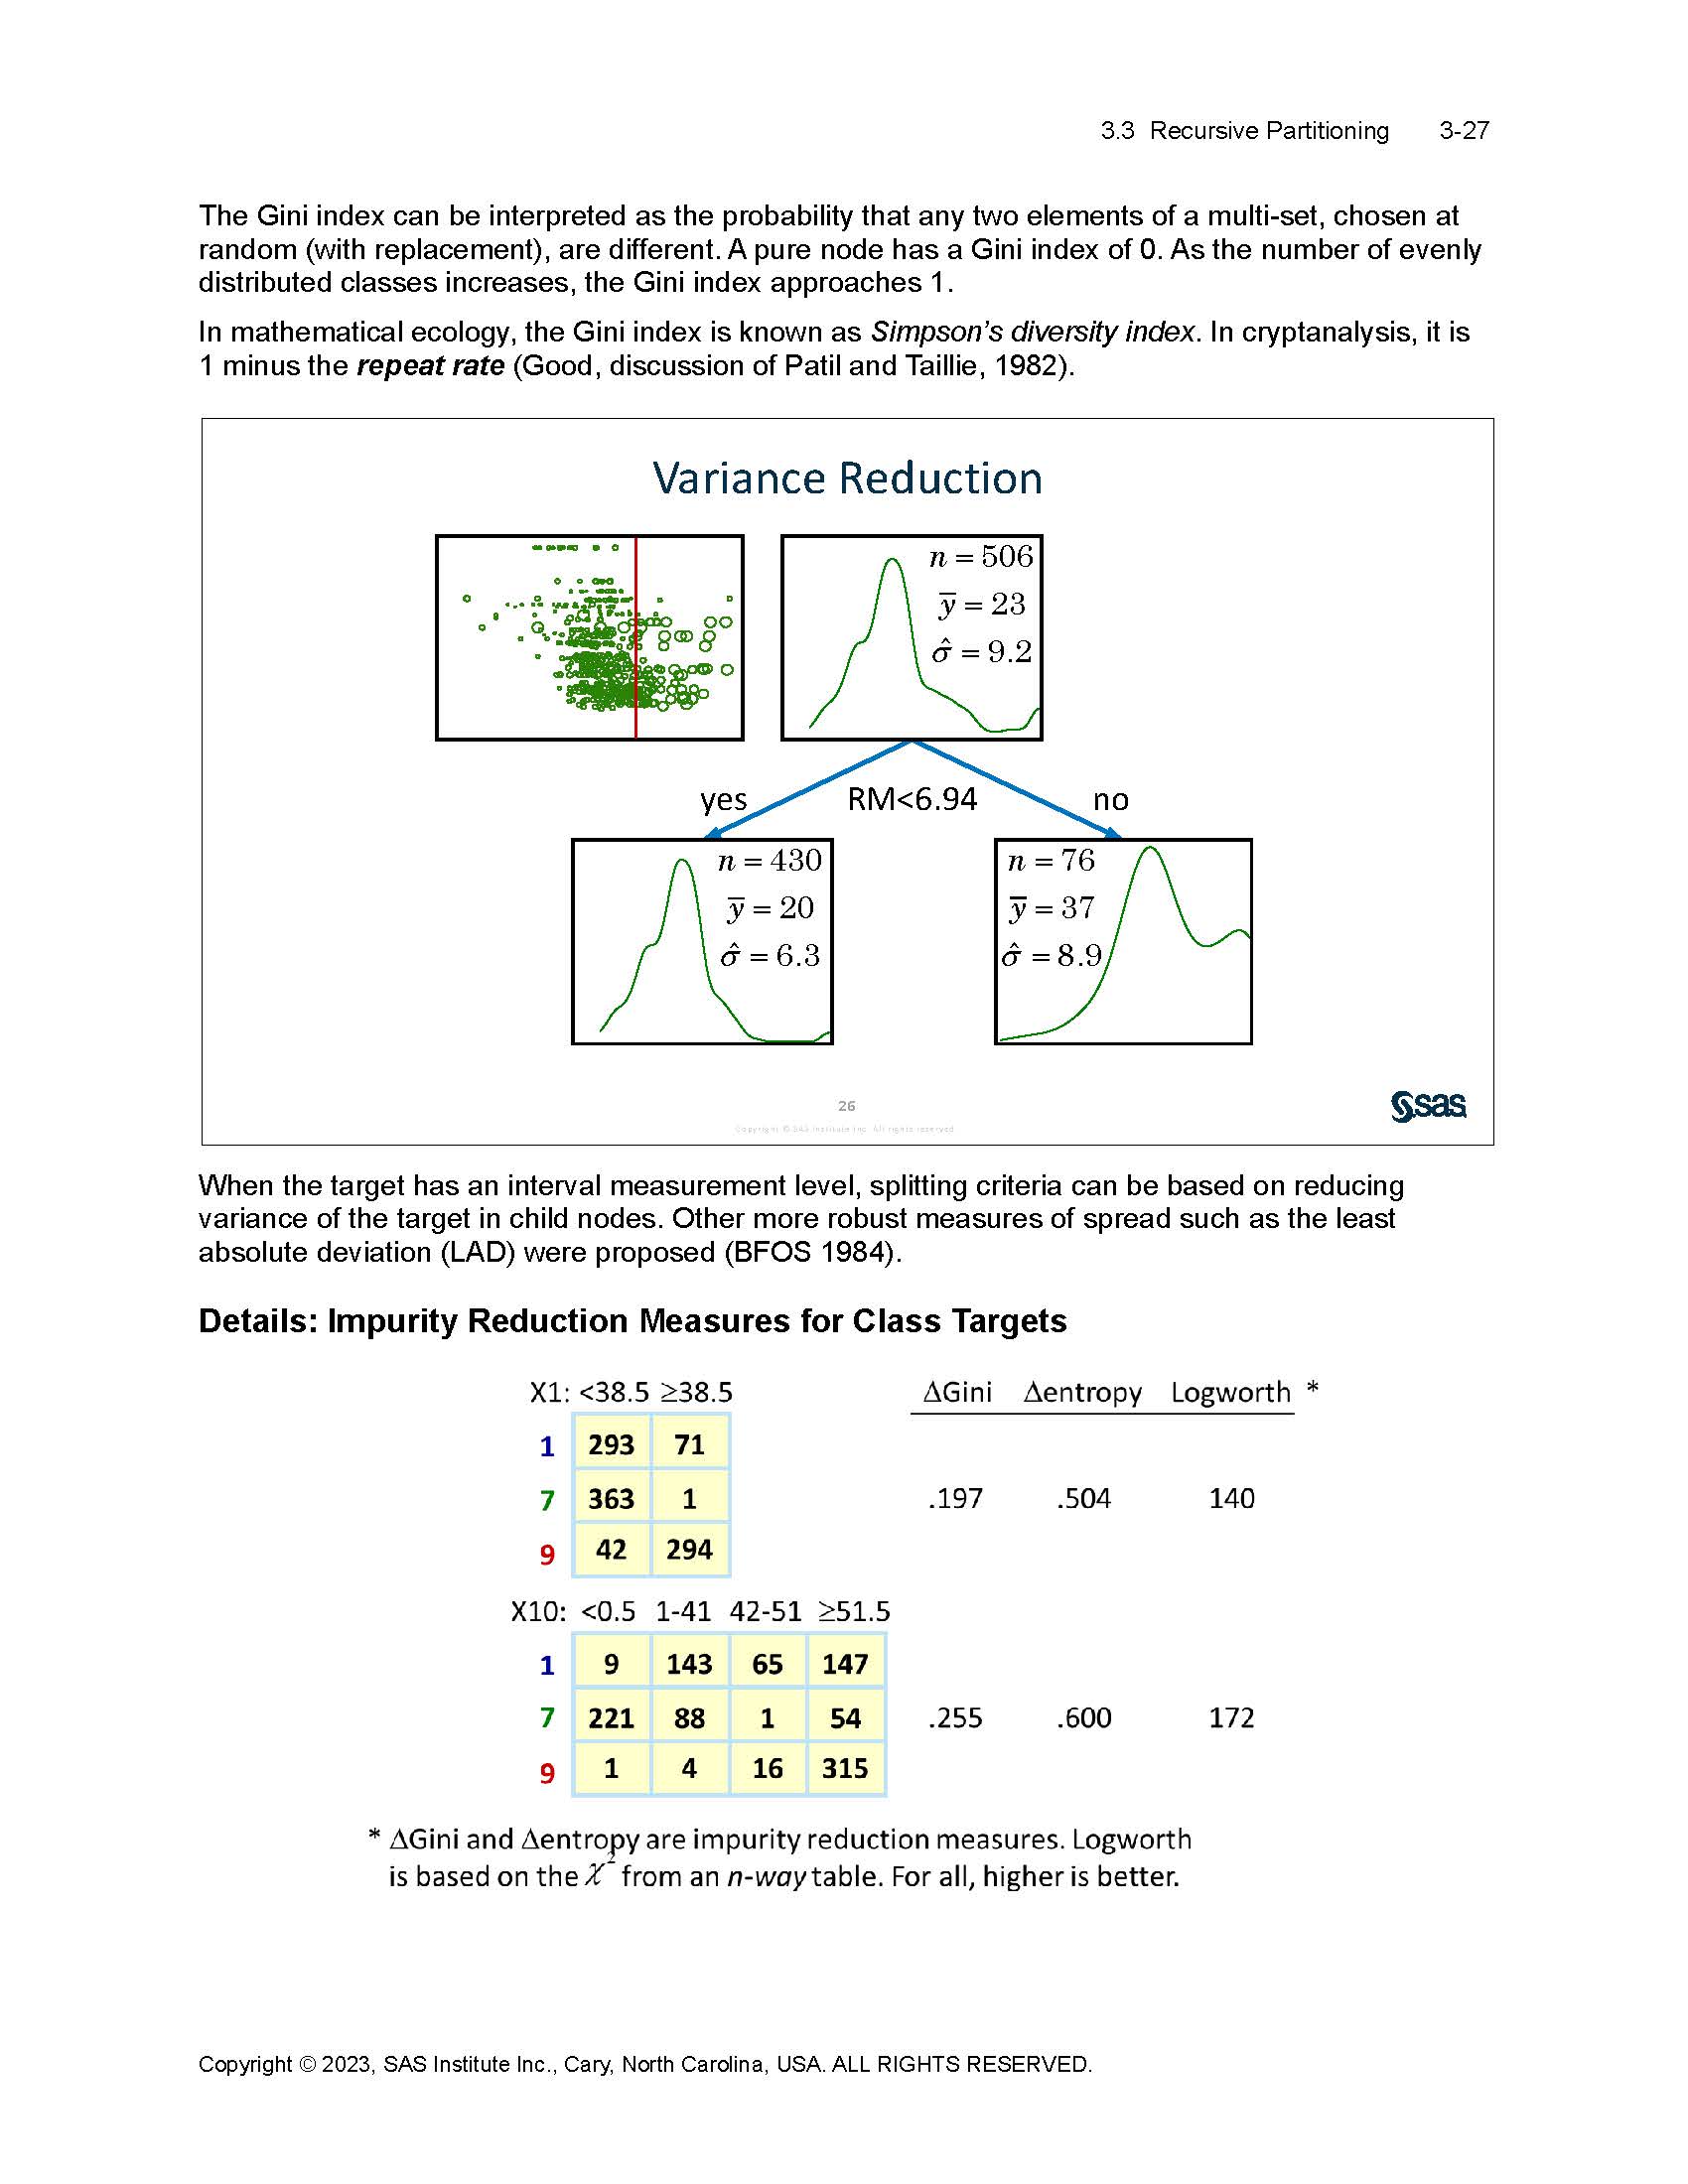 3.3 Recursive Partitioning 3-27
The Gini index can be interpreted as the probability that any two elements of a multi-set, chosen at
random (with replacement), are different. A pure node has a Gini index of 0. As the number of evenly
distributed classes increases, the Gini index approaches 1.
In mathematical ecology, the Gini index is known as Simpson’s diversity index. In cryptanalysis, it is
1 minus the repeat rate (Good, discussion of Patil and Taillie, 1982).
Variance Reduction
n = 506
y̅ = 23
σ̂ = 9.2
yes RM<6.94 no
n = 430
y̅ = 20
σ̂ = 6.3
n = 76
y̅ = 37
σ̂ = 8.9
26
Copyright © SAS Institute Inc. All rights reserved
sas
When the target has an interval measurement level, splitting criteria can be based on reducing
variance of the target in child nodes. Other more robust measures of spread such as the least
absolute deviation (LAD) were proposed (BFOS 1984).
Details: Impurity Reduction Measures for Class Targets
X1: <38.5 ≥38.5 ΔGini Δentropy Logworth *
1 293 71
7 363 1 .197 .504 140
9 42 294
X10: <0.5 1-41 42-51 ≥51.5
1 9 143 65 147
7 221 88 1 54 .255 .600 172
9 1 4 16 315
* ΔGini and Δentropy are impurity reduction measures. Logworth
is based on the χ² from an n-way table. For all, higher is better.
Copyright © 2023, SAS Institute Inc., Cary, North Carolina, USA. ALL RIGHTS RESERVED.